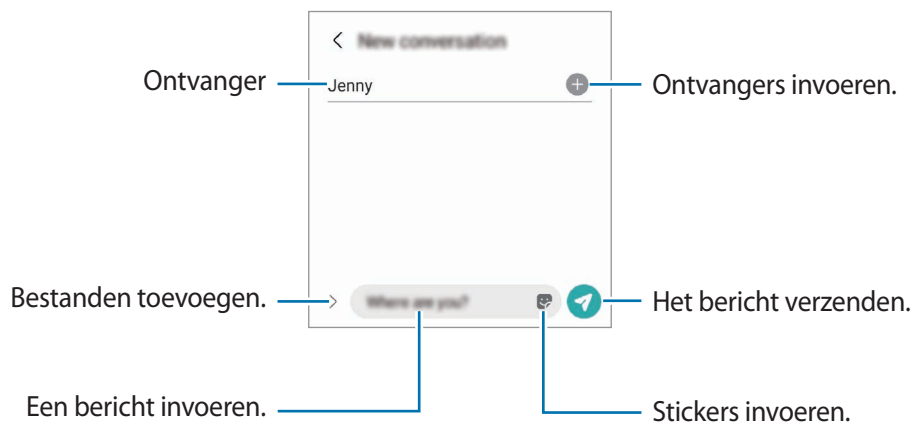 New conversation
Ontvanger
Jenny
Ontvangers invoeren.
Bestanden toevoegen.
Where are you?
Het bericht verzenden.
Een bericht invoeren.
Stickers invoeren.